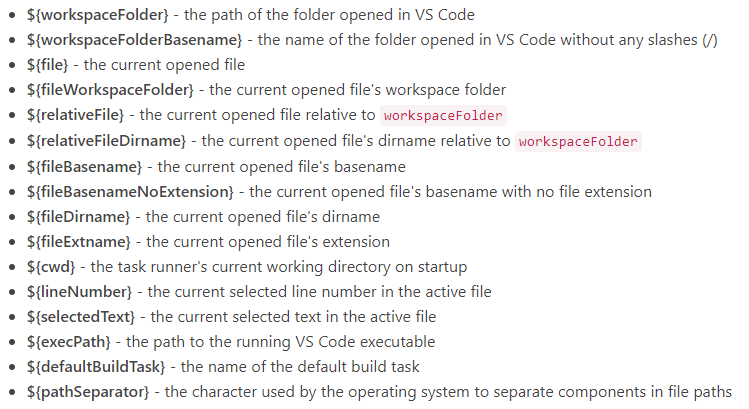 • ${workspaceFolder} - the path of the folder opened in VS Code
• ${workspaceFolderBasename} - the name of the folder opened in VS Code without any slashes (/)
• ${file} - the current opened file
• ${fileWorkspaceFolder} - the current opened file's workspace folder
• ${relativeFile} - the current opened file relative to workspaceFolder
• ${relativeFileDirname} - the current opened file's dirname relative to workspaceFolder
• ${fileBasename} - the current opened file's basename
• ${fileBasenameNoExtension} - the current opened file's basename with no file extension
• ${fileDirname} - the current opened file's dirname
• ${fileExtname} - the current opened file's extension
• ${cwd} - the task runner's current working directory on startup
• ${lineNumber} - the current selected line number in the active file
• ${selectedText} - the current selected text in the active file
• ${execPath} - the path to the running VS Code executable
• ${defaultBuildTask} - the name of the default build task
• ${pathSeparator} - the character used by the operating system to separate components in file paths